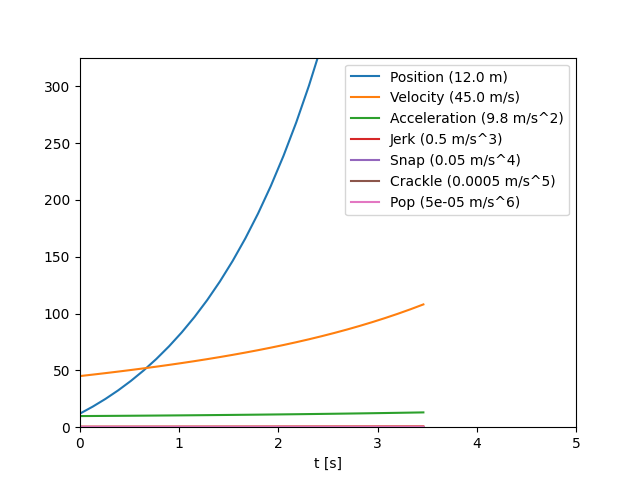 300
250
200
150
100
50
0
Position (12.0 m)
Velocity (45.0 m/s)
Acceleration (9.8 m/s^2)
Jerk (0.5 m/s^3)
Snap (0.05 m/s^4)
Crackle (0.0005 m/s^5)
Pop (5e-05 m/s^6)
0 1 2 3 4 5
t [s]